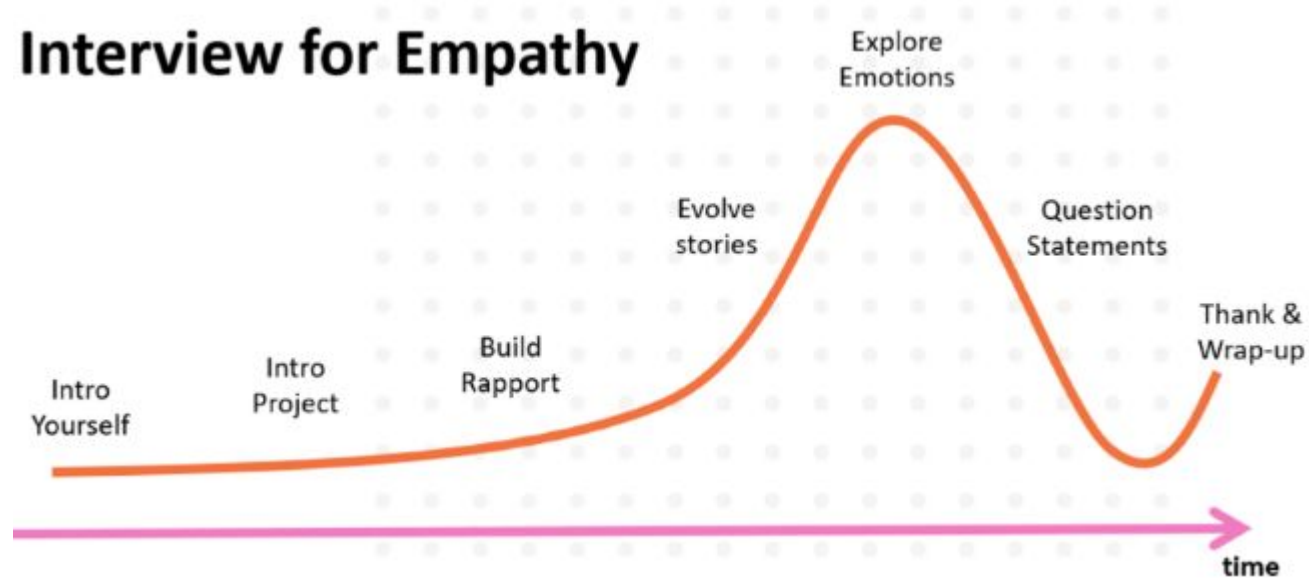 Interview for Empathy
Intro
Yourself
Intro
Project
Build
Rapport
Evolve
stories
Explore
Emotions
Question
Statements
Thank &
Wrap-up
time